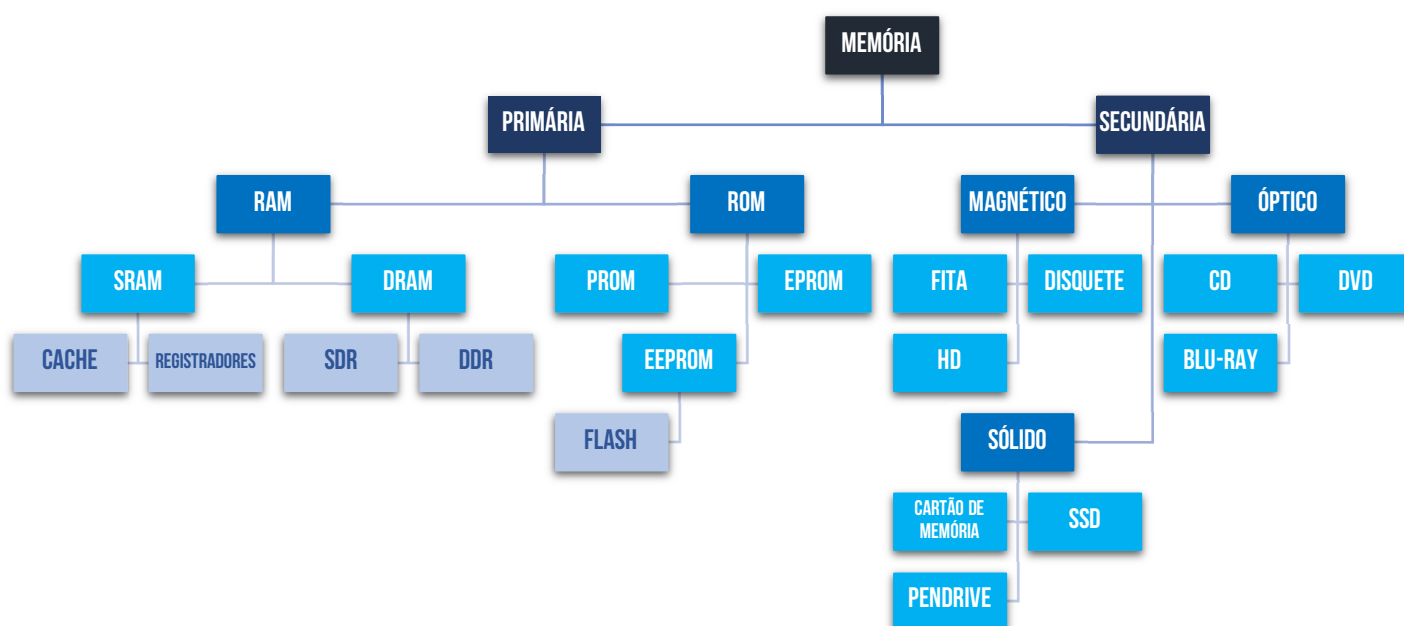 MEMÓRIA
PRIMÁRIA
SECUNDÁRIA
RAM
ROM
MAGNÉTICO
ÓPTICO
SRAM
DRAM
PROM
EPROM
FITA
DISQUETE
CD
DVD
CACHE
REGISTRADORES
SDR
DDR
EEPROM
HD
BLU-RAY
FLASH
SÓLIDO
CARTÃO DE
MEMÓRIA
SSD
PENDRIVE